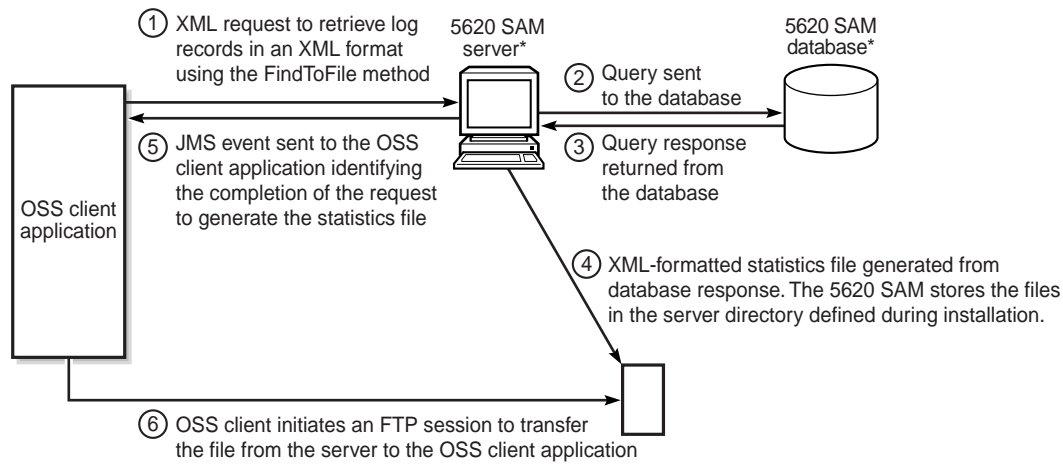 1 XML request to retrieve log
records in an XML format
using the FindToFile method
5620 SAM
server*
5620 SAM
database*
2 Query sent
to the database
5 JMS event sent to the OSS
client application identifying
the completion of the request
to generate the statistics file
3 Query response
returned from
the database
OSS client
application
4 XML-formatted statistics file generated from
database response. The 5620 SAM stores the files
in the server directory defined during installation.
6 OSS client initiates an FTP session to transfer
the file from the server to the OSS client application